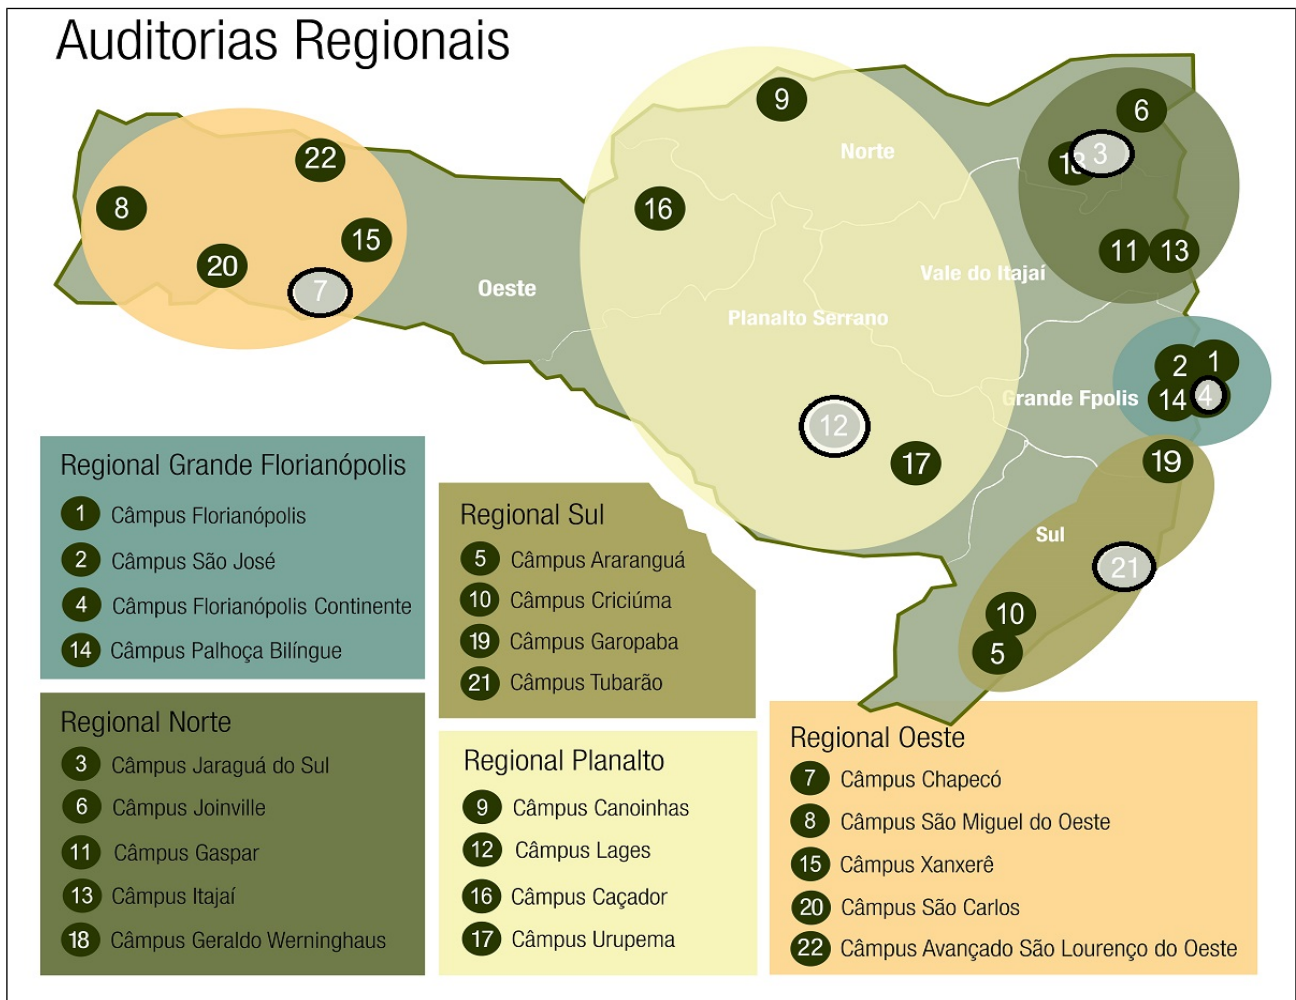 Auditorias Regionais
9
6
Norte
22
18
3
8
16
15
11
13
20
Vale do Itajaí
7
Oeste
Planalto Serrano
2
1
Grande Fpolis
14
4
12
17
19
Sul
21
10
5
Regional Grande Florianópolis
1 Câmpus Florianópolis
2 Câmpus São José
4 Câmpus Florianópolis Continente
14 Câmpus Palhoça Bilíngue
Regional Sul
5 Câmpus Araranguá
10 Câmpus Criciúma
19 Câmpus Garopaba
21 Câmpus Tubarão
Regional Norte
3 Câmpus Jaraguá do Sul
6 Câmpus Joinville
11 Câmpus Gaspar
13 Câmpus Itajaí
18 Câmpus Geraldo Werninghaus
Regional Planalto
9 Câmpus Canoinhas
12 Câmpus Lages
16 Câmpus Caçador
17 Câmpus Urupema
Regional Oeste
7 Câmpus Chapecó
8 Câmpus São Miguel do Oeste
15 Câmpus Xanxerê
20 Câmpus São Carlos
22 Câmpus Avançado São Lourenço do Oeste